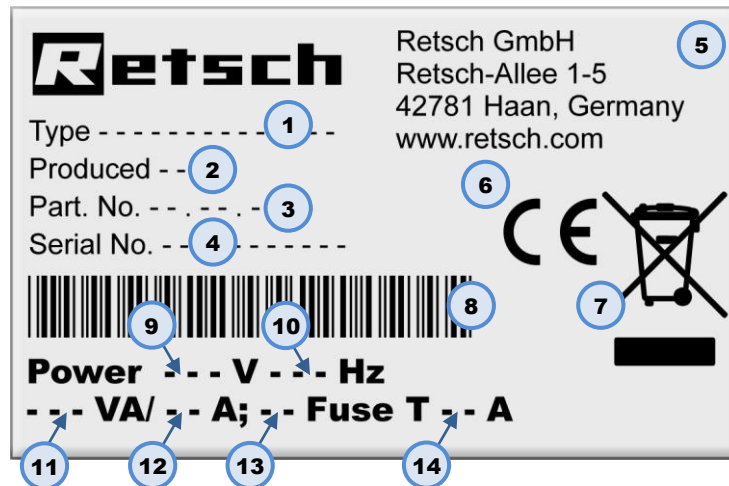 Retsch
Retsch GmbH
Retsch-Allee 1-5
42781 Haan, Germany
www.retsch.com
5
Type - - - - - - - - - - - - - -
1
Produced - -
2
Part. No. - - . - - . -
3
Serial No. - - - - - - - - - -
4
6
CE
7
8
9
10
Power - - - V - - - Hz
- - - VA/ - - A; - - Fuse T - - A
11
12
13
14